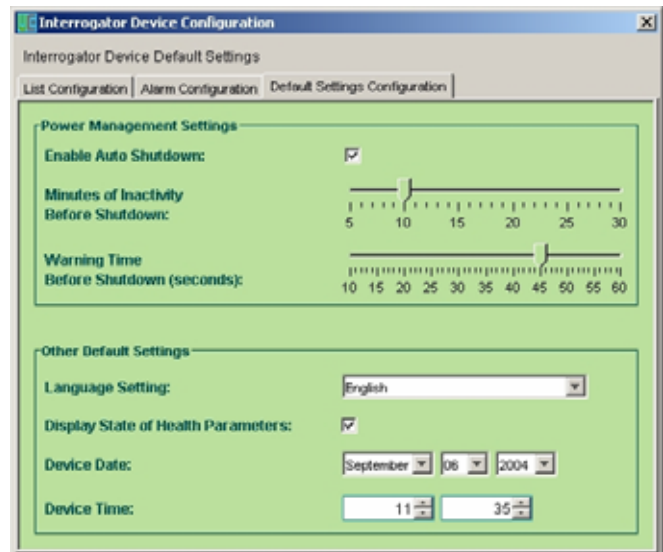 Interrogator Device Configuration
Interrogator Device Default Settings
List Configuration Alarm Configuration Default Settings Configuration
Power Management Settings
Enable Auto Shutdown:
Minutes of Inactivity
Before Shutdown:
5 10 15 20 25 30
Warning Time
Before Shutdown (seconds):
10 15 20 25 30 35 40 45 50 55 60
Other Default Settings
Language Setting: English
Display State of Health Parameters:
Device Date: September 06 2004
Device Time: 11 35